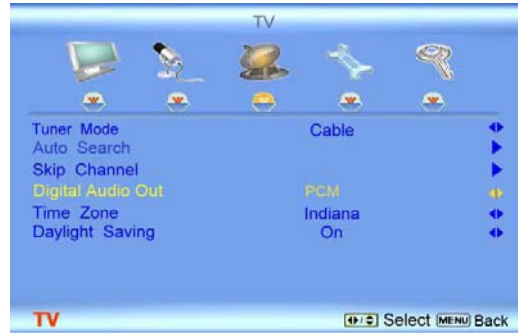 TV
Tuner Mode Cable
Auto Search
Skip Channel
Digital Audio Out PCM
Time Zone Indiana
Daylight Saving On
TV Select MENU Back